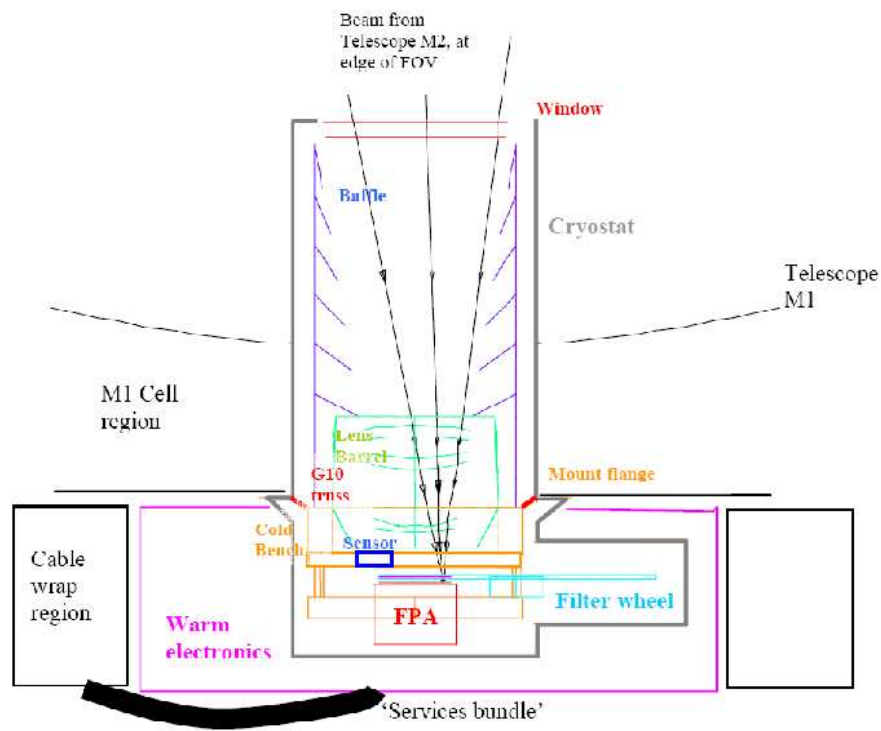 Beam from
Telescope M2, at
edge of FOV
Window
Baffle
Cryostat
Telescope
M1
M1 Cell
region
Lens
Barrel
G10
truss
Mount flange
Cold
Bench
Sensor
Cable
wrap
region
Filter wheel
FPA
Warm
electronics
'Services bundle'